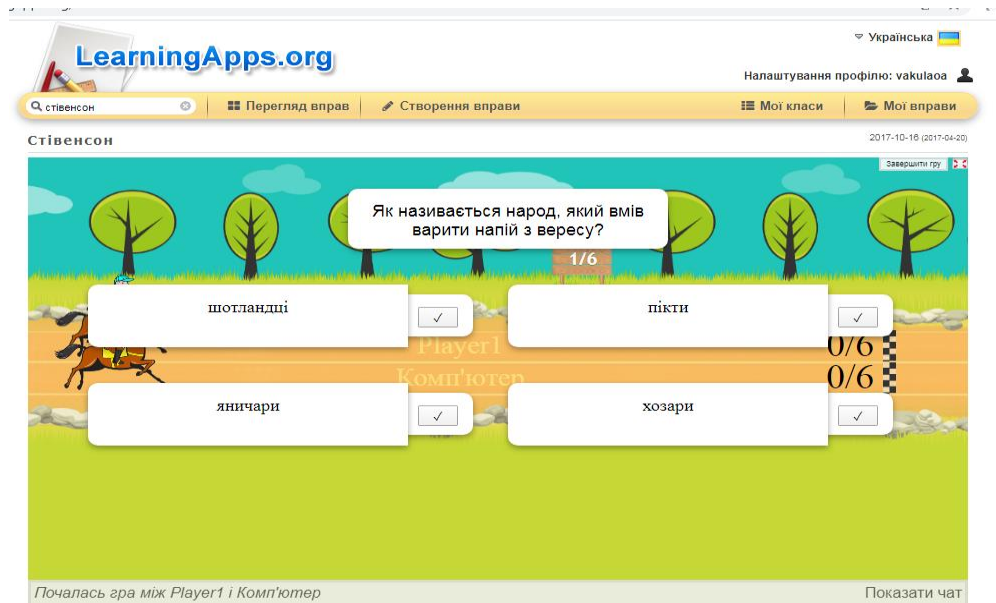 LearningApps.org
Українська
Налаштування профілю: vakulaoa
стівенсон
Перегляд вправ
Створення вправи
Мої класи
Мої вправи
Стівенсон
2017-10-16 (2017-04-20)
Завершити гру
Як називається народ, який вмів
варити напій з вересу?
1/6
шотландці
пікти
Player1
0/6
Комп'ютер
0/6
яничари
хозари
Почалась гра між Player1 і Комп'ютер
Показати чат